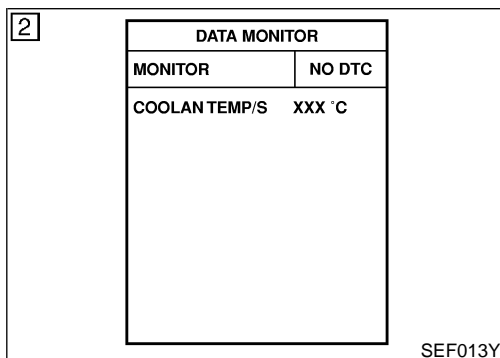 2
DATA MONITOR
MONITOR NO DTC
COOLAN TEMP/S XXX °C
SEF013Y